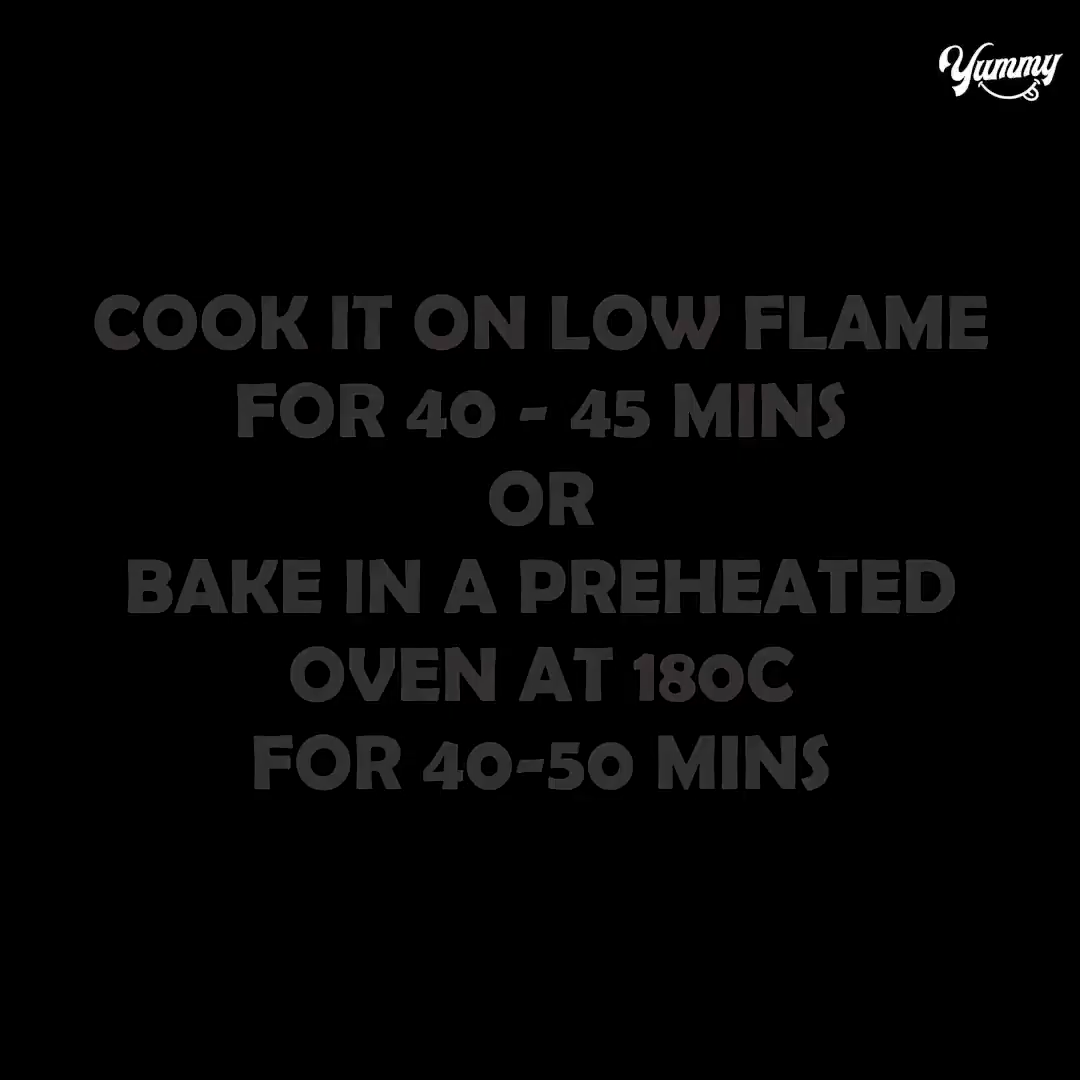 Yummy
COOK IT ON LOW FLAME
FOR 40 - 45 MINS
OR
BAKE IN A PREHEATED
OVEN AT 180C
FOR 40-50 MINS